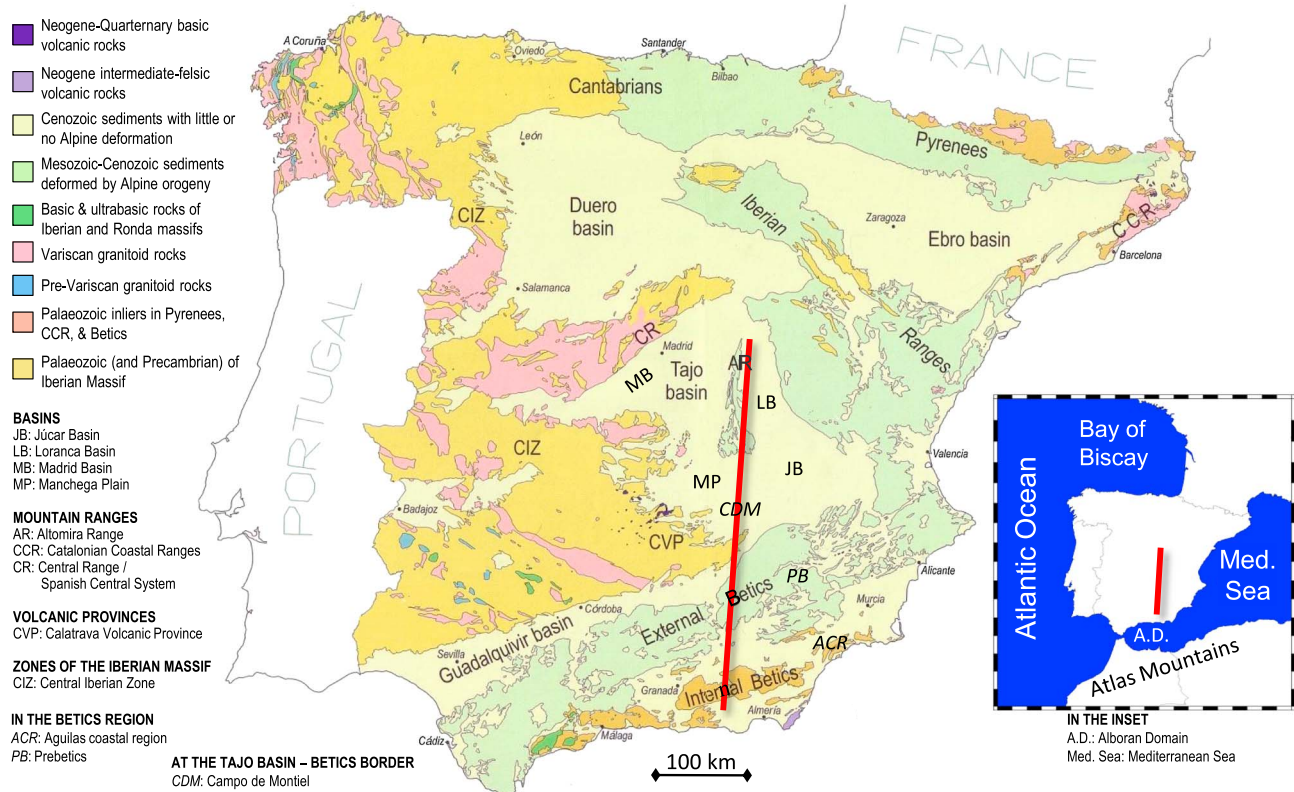 Neogene-Quarternary basic
volcanic rocks
Neogene intermediate-felsic
volcanic rocks
Cenozoic sediments with little or
no Alpine deformation
Mesozoic-Cenozoic sediments
deformed by Alpine orogeny
Basic & ultrabasic rocks of
Iberian and Ronda massifs
Variscan granitoid rocks
Pre-Variscan granitoid rocks
Palaeozoic inliers in Pyrenees,
CCR, & Betics
Palaeozoic (and Precambrian) of
Iberian Massif
BASINS
JB: Júcar Basin
LB: Loranca Basin
MB: Madrid Basin
MP: Manchega Plain
MOUNTAIN RANGES
AR: Altomira Range
CCR: Catalonian Coastal Ranges
CR: Central Range /
Spanish Central System
VOLCANIC PROVINCES
CVP: Calatrava Volcanic Province
ZONES OF THE IBERIAN MASSIF
CIZ: Central Iberian Zone
IN THE BETICS REGION
ACR: Aguilas coastal region
PB: Prebetics
AT THE TAJO BASIN – BETICS BORDER
CDM: Campo de Montiel
FRANCE
PORTUGAL
A Coruña
Oviedo
Santander
Bilbao
Cantabrians
León
Pyrenees
CIZ
Duero
basin
Iberian
Zaragoza
Ebro basin
CCR
Barcelona
Salamanca
CR
Madrid
MB
Tajo
basin
AR
LB
Ranges
CIZ
MP
JB
Valencia
Badajoz
CDM
CVP
PB
Alicante
External Betics
Murcia
Córdoba
Guadalquivir basin
Sevilla
ACR
Granada
Internal Betics
Almería
Málaga
Cádiz
100 km
Bay of
Biscay
Atlantic Ocean
Med.
Sea
A.D.
Atlas Mountains
IN THE INSET
A.D.: Alboran Domain
Med. Sea: Mediterranean Sea